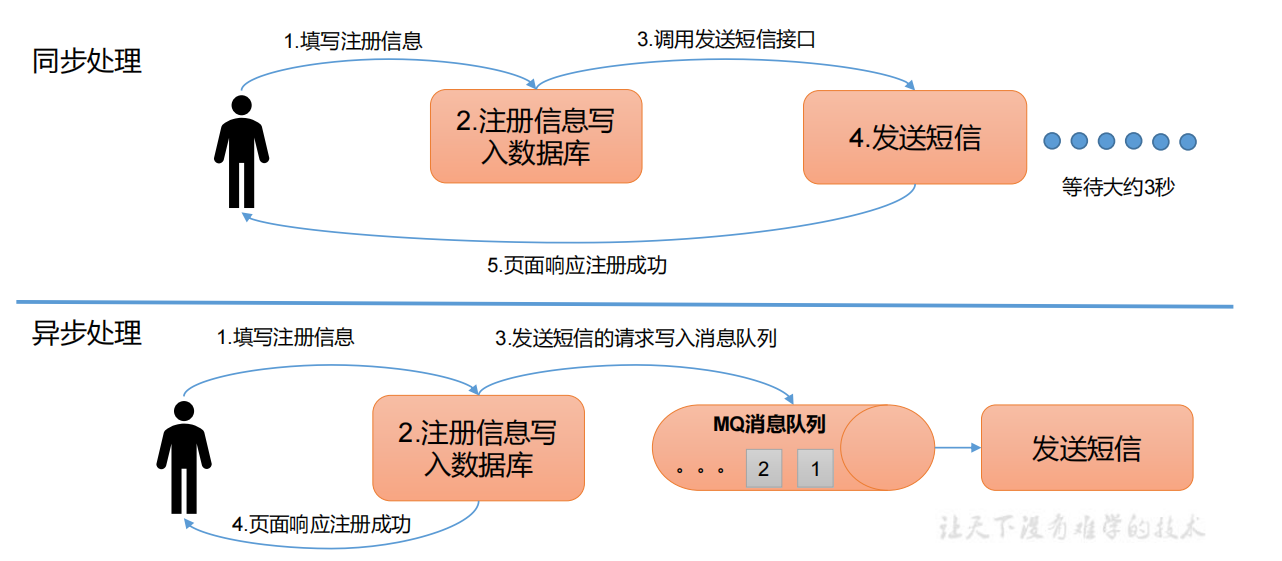 同步处理
1.填写注册信息
3.调用发送短信接口
2.注册信息写
入数据库
4.发送短信
等待大约3秒
5.页面响应注册成功
异步处理
1.填写注册信息
3.发送短信的请求写入消息队列
2.注册信息写
入数据库
MQ消息队列
。。。 2 1
发送短信
4.页面响应注册成功
让天下没有难学的技术